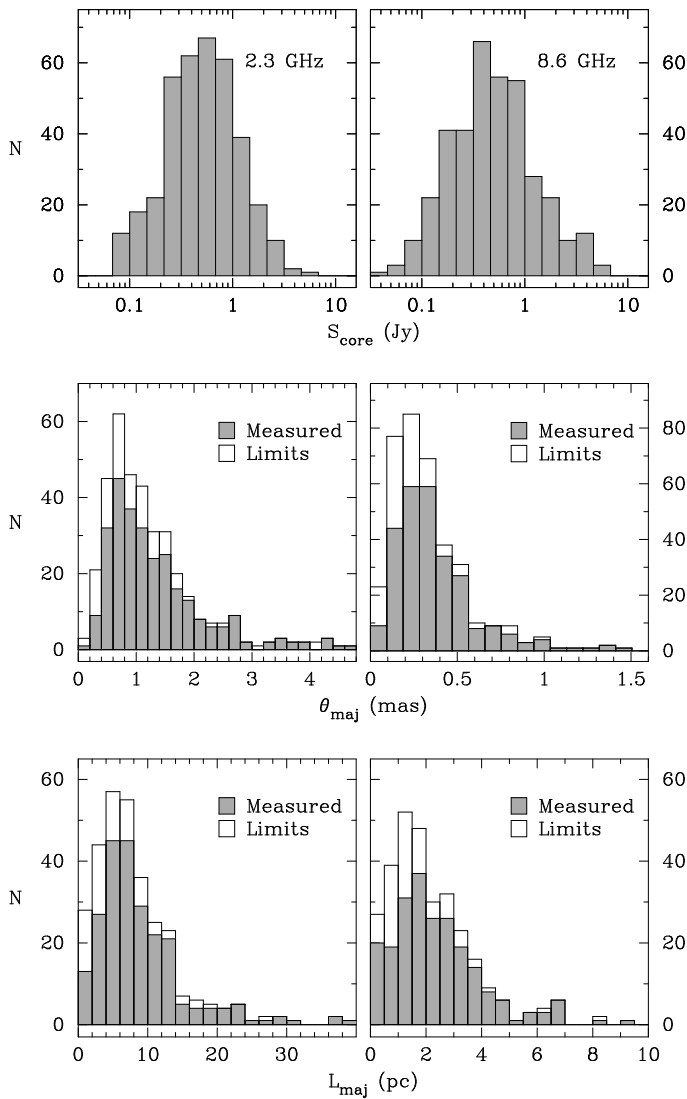 2.3 GHz
8.6 GHz
60
60
40
40
N
20
20
0
0
0.1 1 10
0.1 1 10
S_core (Jy)
60
Measured
Limits
Measured
Limits
80
60
40
40
N
20
20
0
0
0 1 2 3 4
0 0.5 1 1.5
θ_maj (mas)
60
60
Measured
Limits
Measured
Limits
40
40
N
20
20
0
0
0 10 20 30
0 2 4 6 8 10
L_maj (pc)